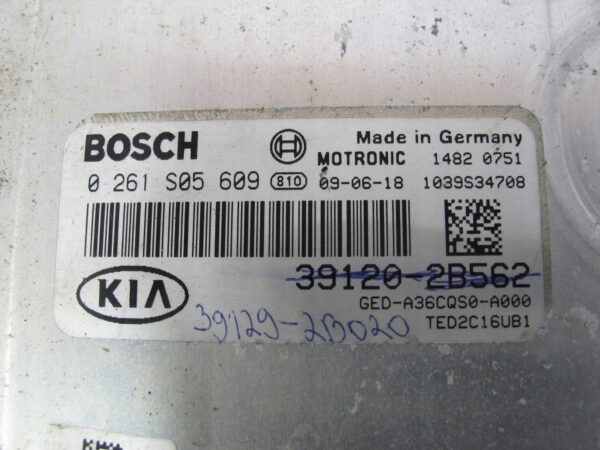 BOSCH Made in Germany
MOTRONIC 1482 0751
0 261 S05 609 810 09-06-18 1039S34708
39120-2B562
KIA GED-A36CQS0-A000
39129-2B020 TED2C16UB1